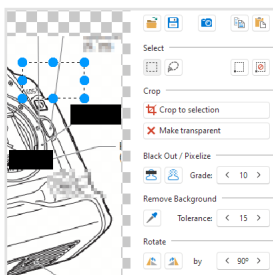 Select
Crop
Crop to selection
Make transparent
Black Out / Pixelize
Grade: < 10 >
Remove Background
Tolerance: < 15 >
Rotate
by < 90° >